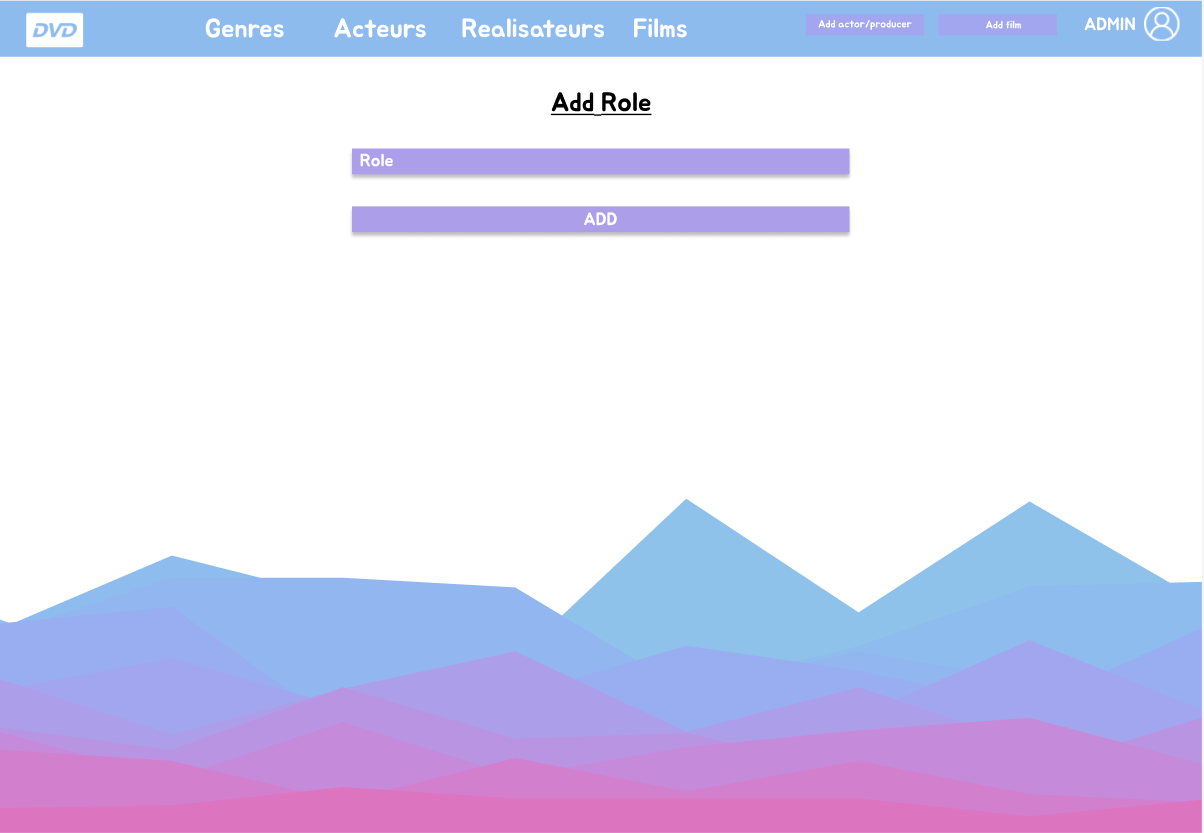 DVD
Genres
Acteurs
Realisateurs
Films
Add actor/producer
Add film
ADMIN
Add Role
Role
ADD